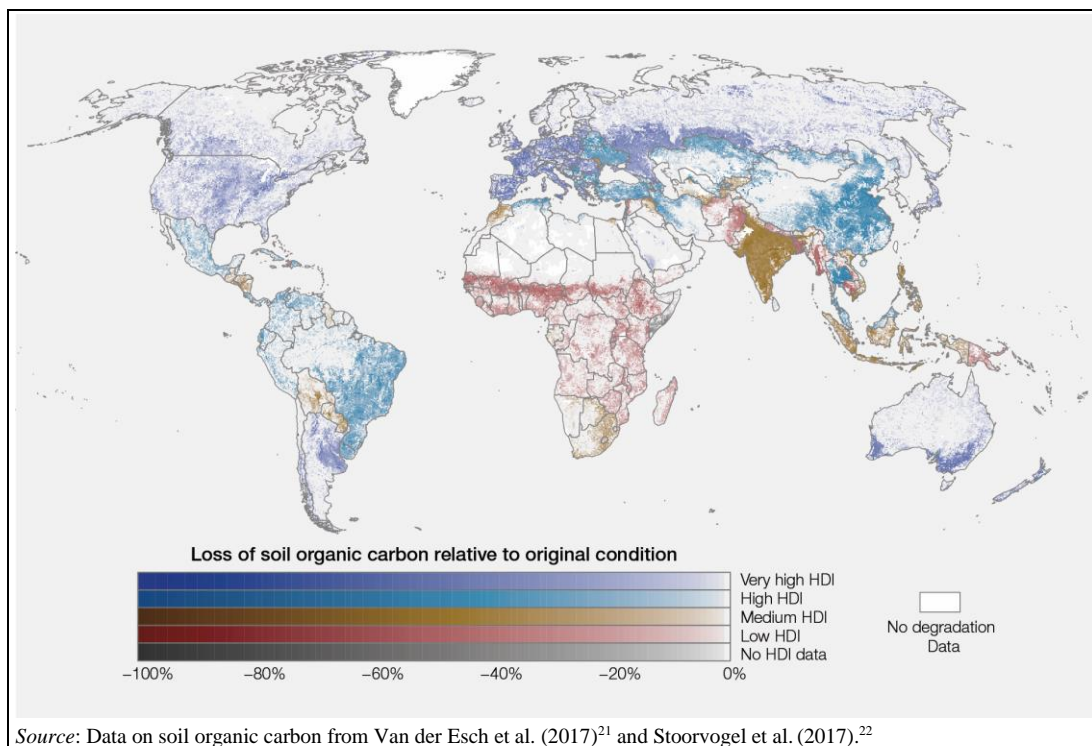 Loss of soil organic carbon relative to original condition
Very high HDI
High HDI
Medium HDI
Low HDI
No HDI data
−100% −80% −60% −40% −20% 0%
No degradation
Data
Source: Data on soil organic carbon from Van der Esch et al. (2017)21 and Stoorvogel et al. (2017).22